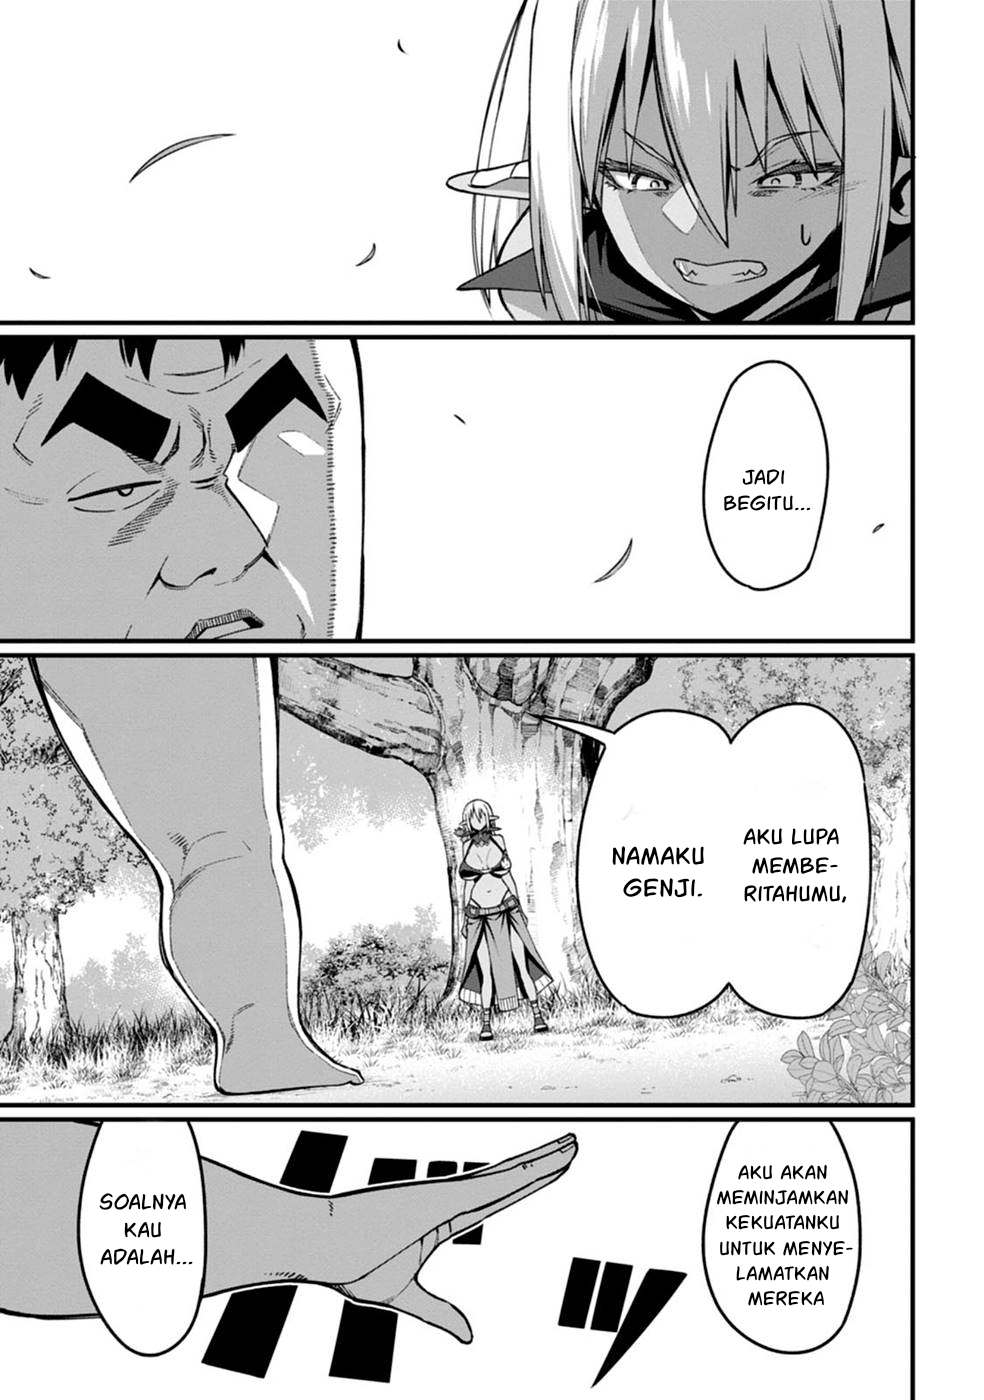 JADI
BEGITU...
AKU LUPA
MEMBE-
RITAHUMU,
NAMAKU
GENJI.
AKU AKAN
MEMINJAMKAN
KEKUATANKU
UNTUK MENYE-
LAMATKAN
MEREKA
SOALNYA
KAU
ADALAH...